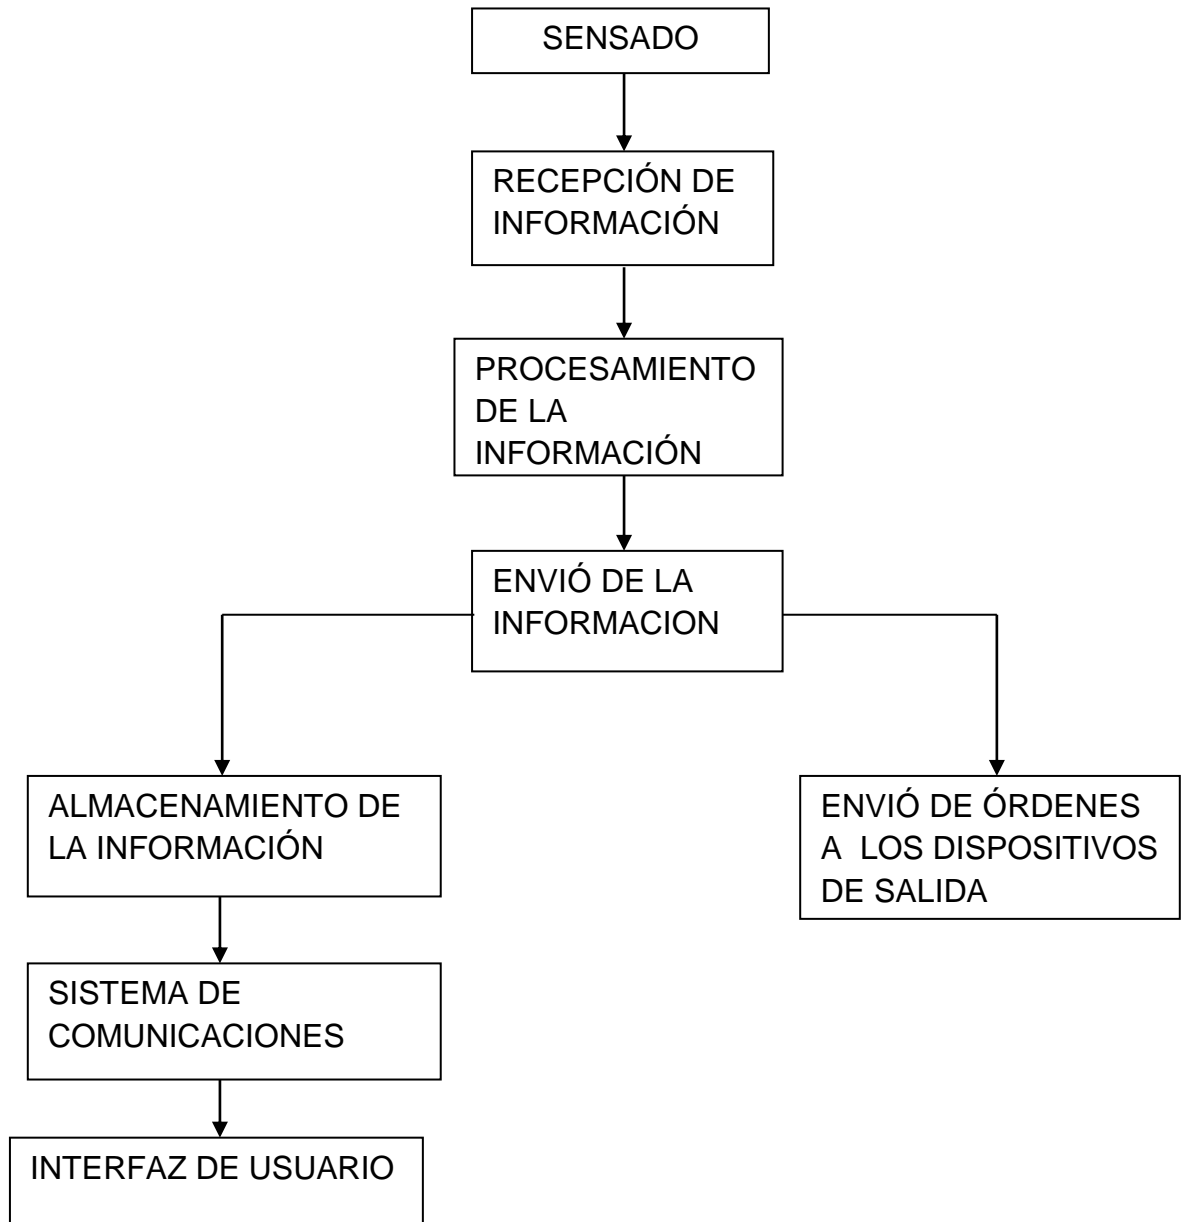 SENSADO
RECEPCIÓN DE
INFORMACIÓN
PROCESAMIENTO
DE LA
INFORMACIÓN
ENVIÓ DE LA
INFORMACION
ALMACENAMIENTO DE
LA INFORMACIÓN
ENVIÓ DE ÓRDENES
A LOS DISPOSITIVOS
DE SALIDA
SISTEMA DE
COMUNICACIONES
INTERFAZ DE USUARIO